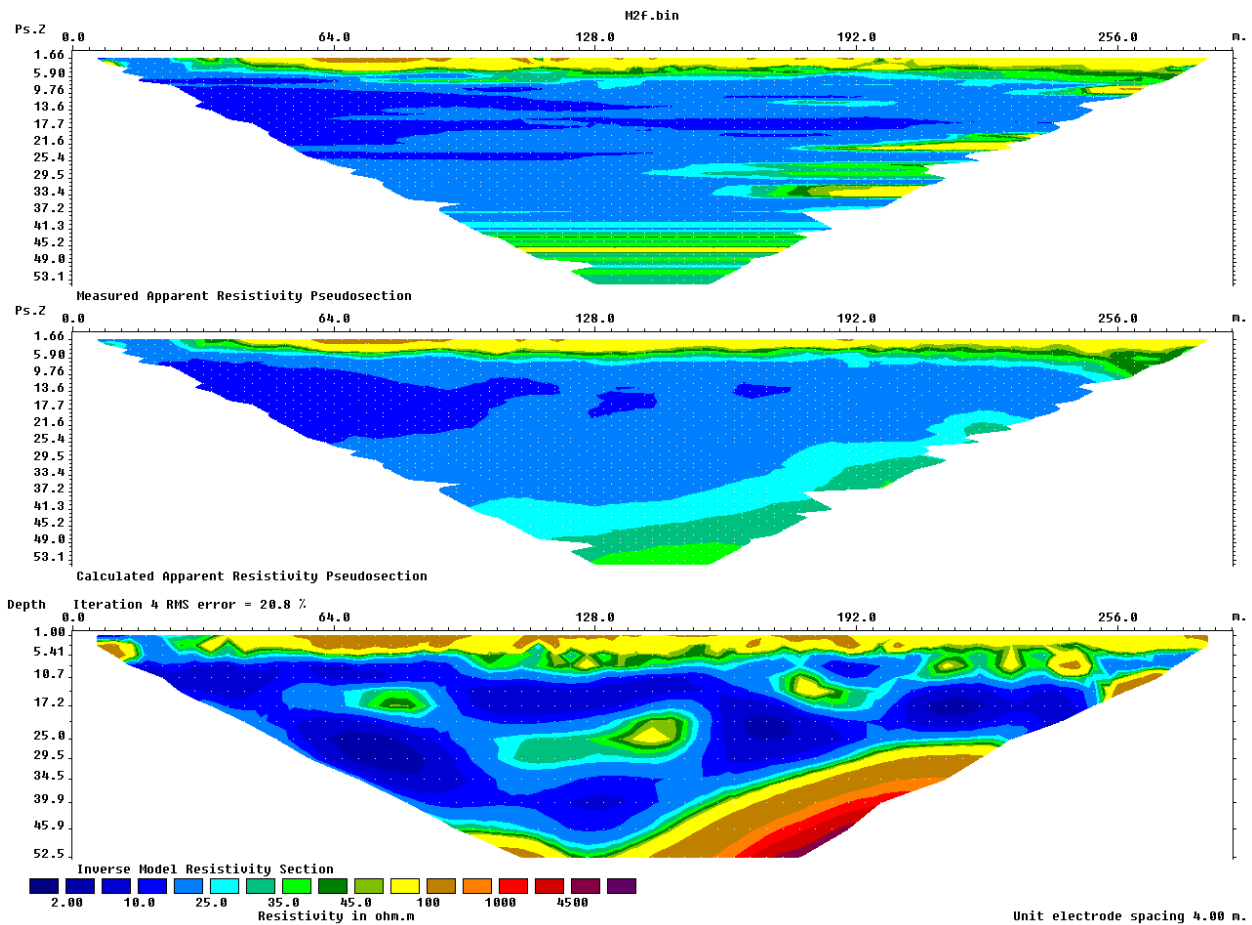 M2f.bin
Ps.Z
0.0 64.0 128.0 192.0 256.0 m.
1.66
5.90
9.76
13.6
17.7
21.6
25.4
29.5
33.4
37.2
41.3
45.2
49.0
53.1
Measured Apparent Resistivity Pseudosection
Ps.Z
0.0 64.0 128.0 192.0 256.0 m.
1.66
5.90
9.76
13.6
17.7
21.6
25.4
29.5
33.4
37.2
41.3
45.2
49.0
53.1
Calculated Apparent Resistivity Pseudosection
Depth Iteration 4 RMS error = 20.8 %
0.0 64.0 128.0 192.0 256.0 m.
1.00
5.41
10.7
17.2
25.0
29.5
34.5
39.9
45.9
52.5
Inverse Model Resistivity Section
2.00 10.0 25.0 35.0 45.0 100 1000 4500
Resistivity in ohm.m
Unit electrode spacing 4.00 m.